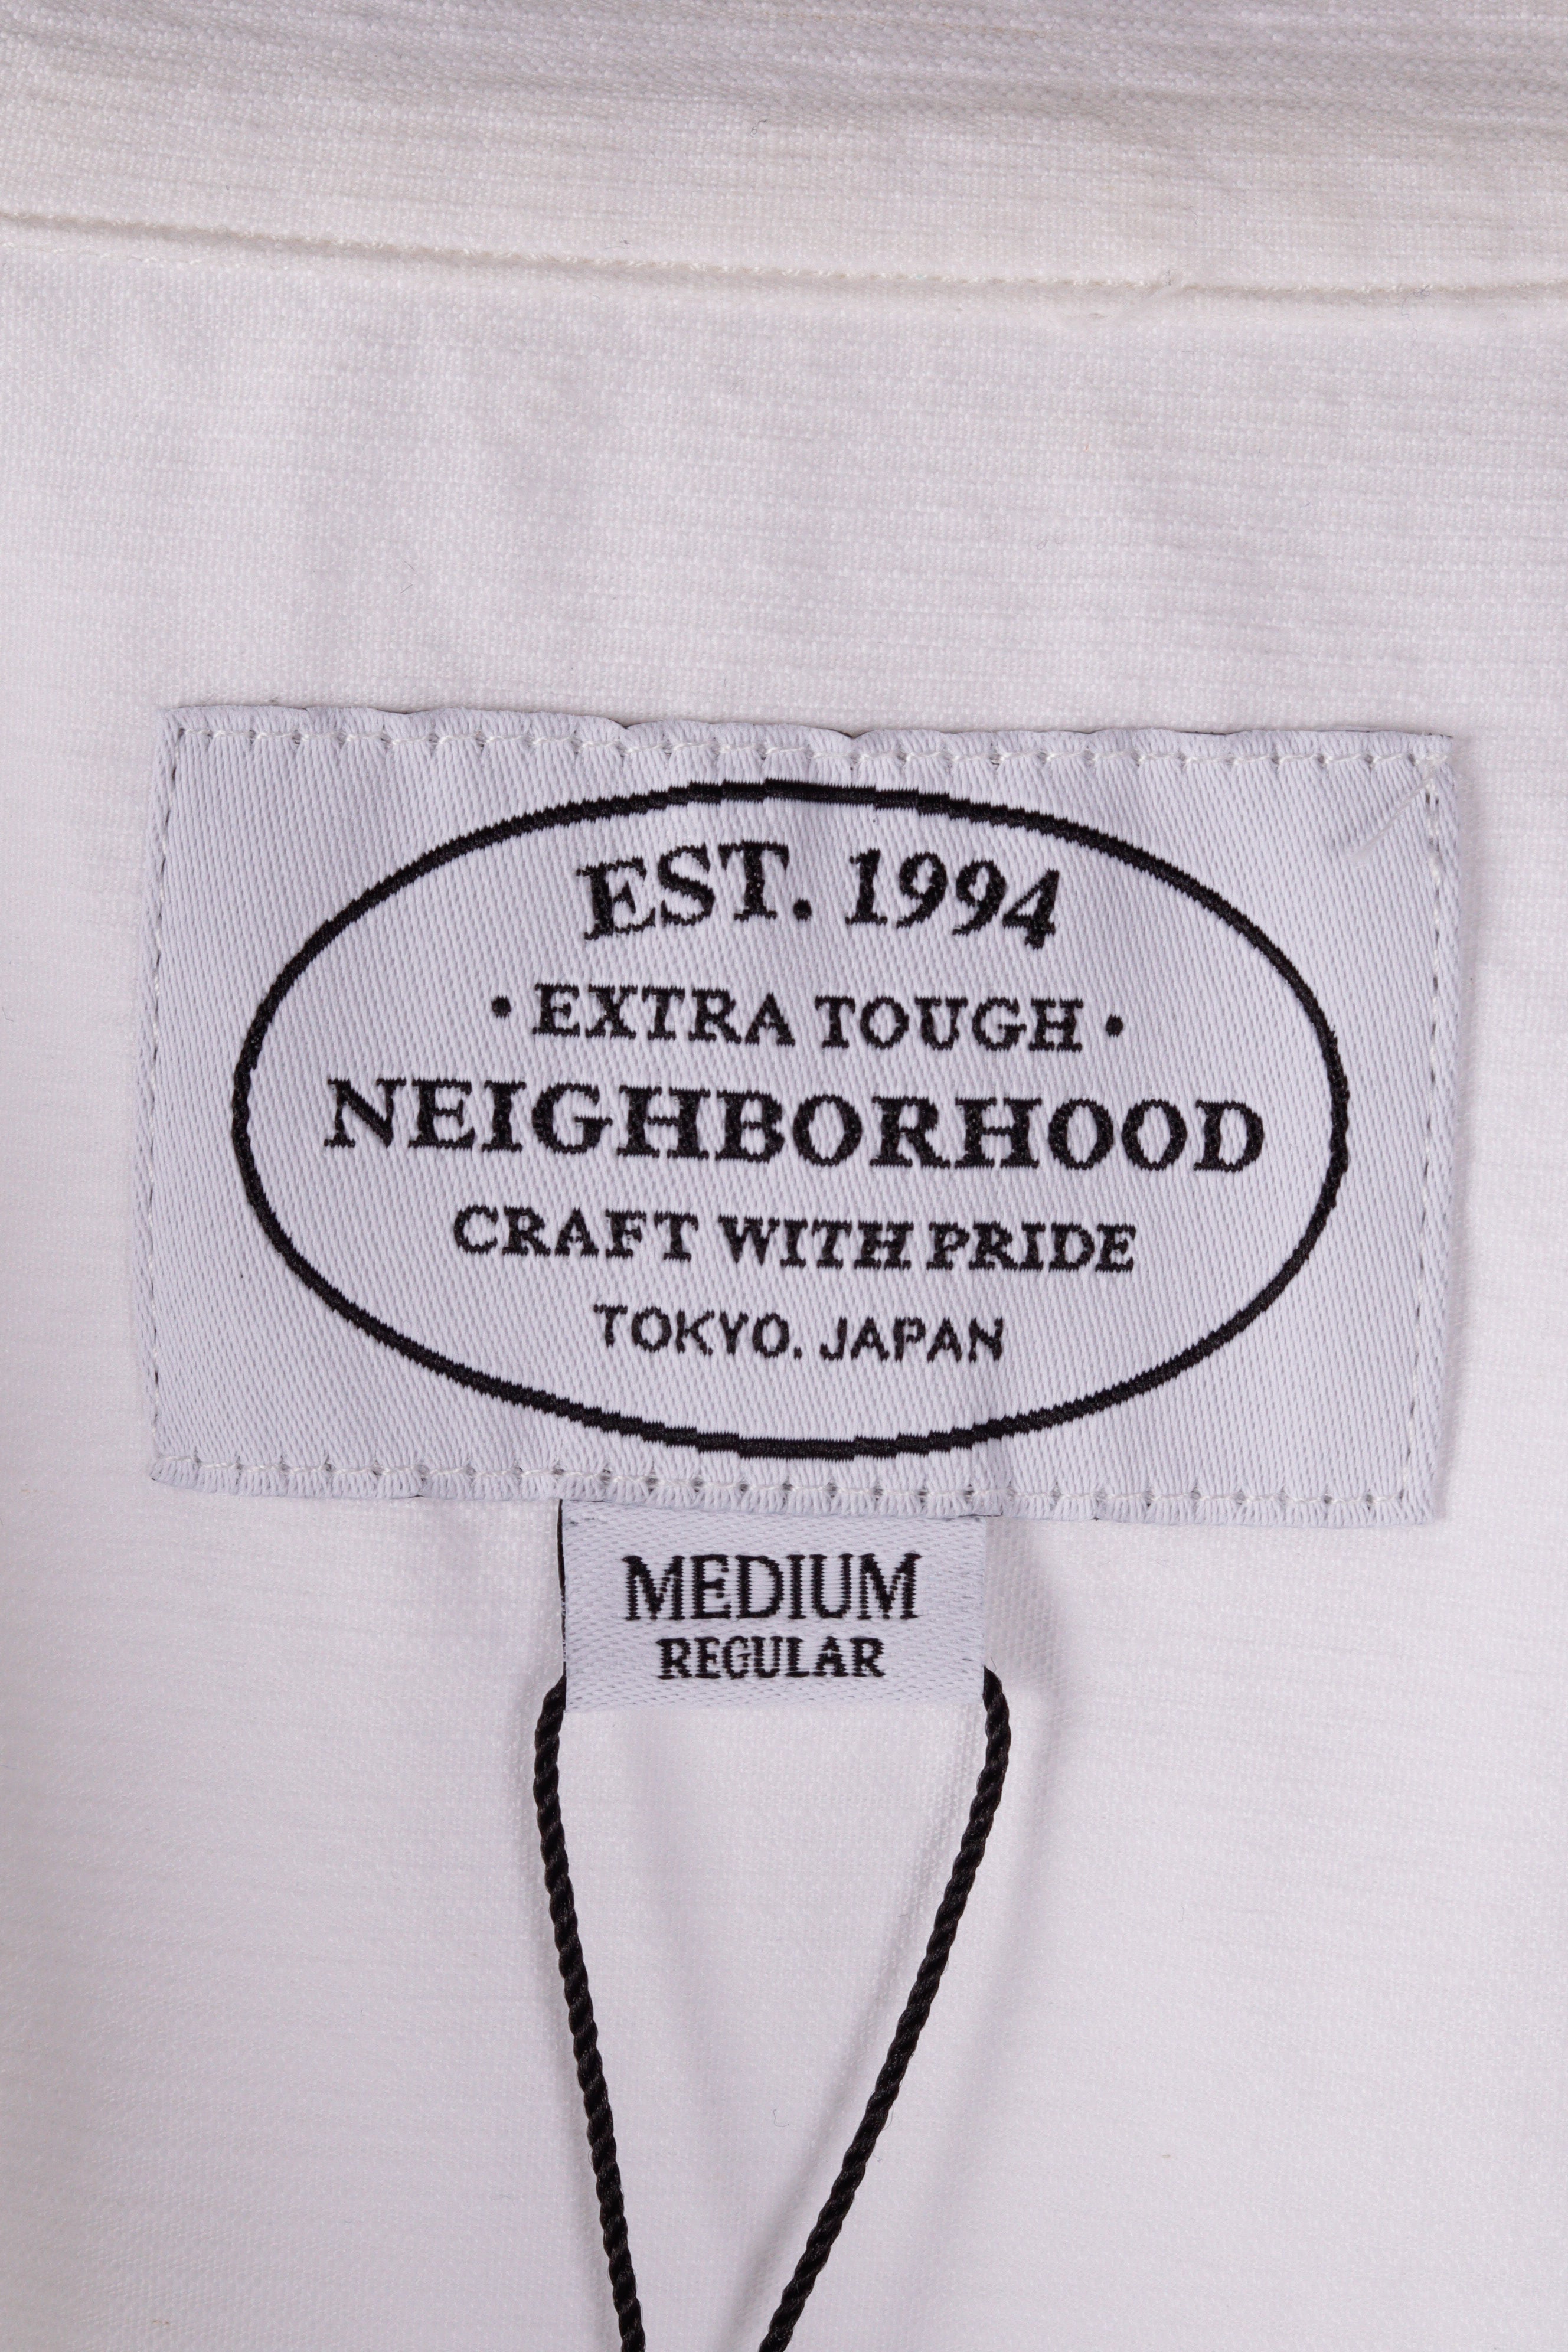 EST. 1994
• EXTRA TOUGH •
NEIGHBORHOOD
CRAFT WITH PRIDE
TOKYO. JAPAN
MEDIUM
REGULAR